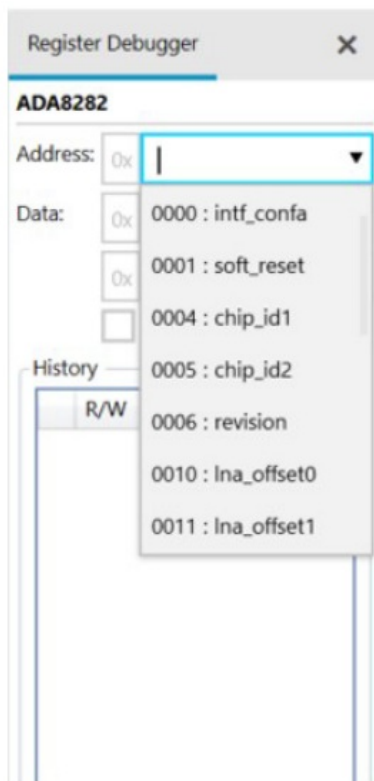 Register Debugger ×
ADA8282
Address: 0x
Data: 0x
0x
0000 : intf_confa
0001 : soft_reset
0004 : chip_id1
0005 : chip_id2
0006 : revision
0010 : lna_offset0
0011 : lna_offset1
History
R/W